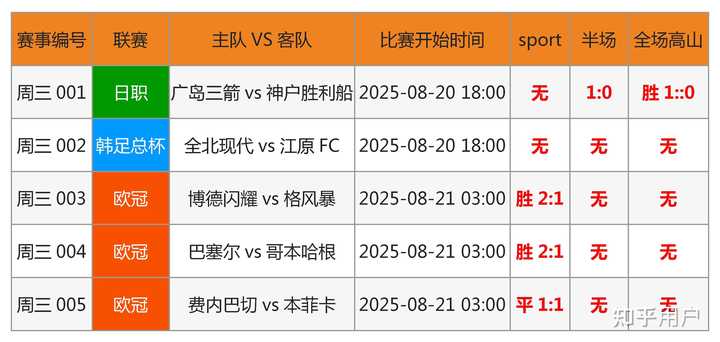 赛事编号 联赛 主队 VS 客队 比赛开始时间 sport 半场 全场高山
周三 001 日职 广岛三箭 vs 神户胜利船 2025-08-20 18:00 无 1:0 胜 1::0
周三 002 韩足总杯 全北现代 vs 江原 FC 2025-08-20 18:00 无 无 无
周三 003 欧冠 博德闪耀 vs 格风暴 2025-08-21 03:00 胜 2:1 无 无
周三 004 欧冠 巴塞尔 vs 哥本哈根 2025-08-21 03:00 胜 2:1 无 无
周三 005 欧冠 费内巴切 vs 本菲卡 2025-08-21 03:00 平 1:1 无 无
知乎用户